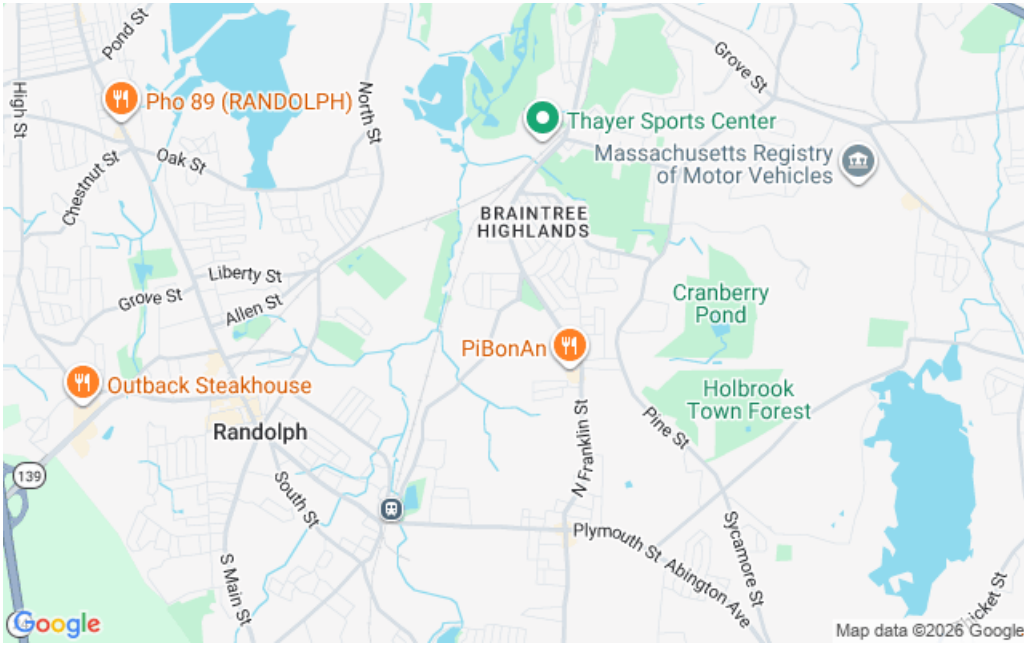 Pond St
High St
Pho 89 (RANDOLPH)
North St
Grove St
Thayer Sports Center
Massachusetts Registry
of Motor Vehicles
Oak St
Chestnut St
BRAINTREE
HIGHLANDS
Liberty St
Grove St
Allen St
Cranberry
Pond
PiBonAn
Outback Steakhouse
Holbrook
Town Forest
Randolph
N Franklin St
Pine St
139
South St
Plymouth St
Abington Ave
Sycamore St
S Main St
Thicket St
Google
Map data ©2026 Google